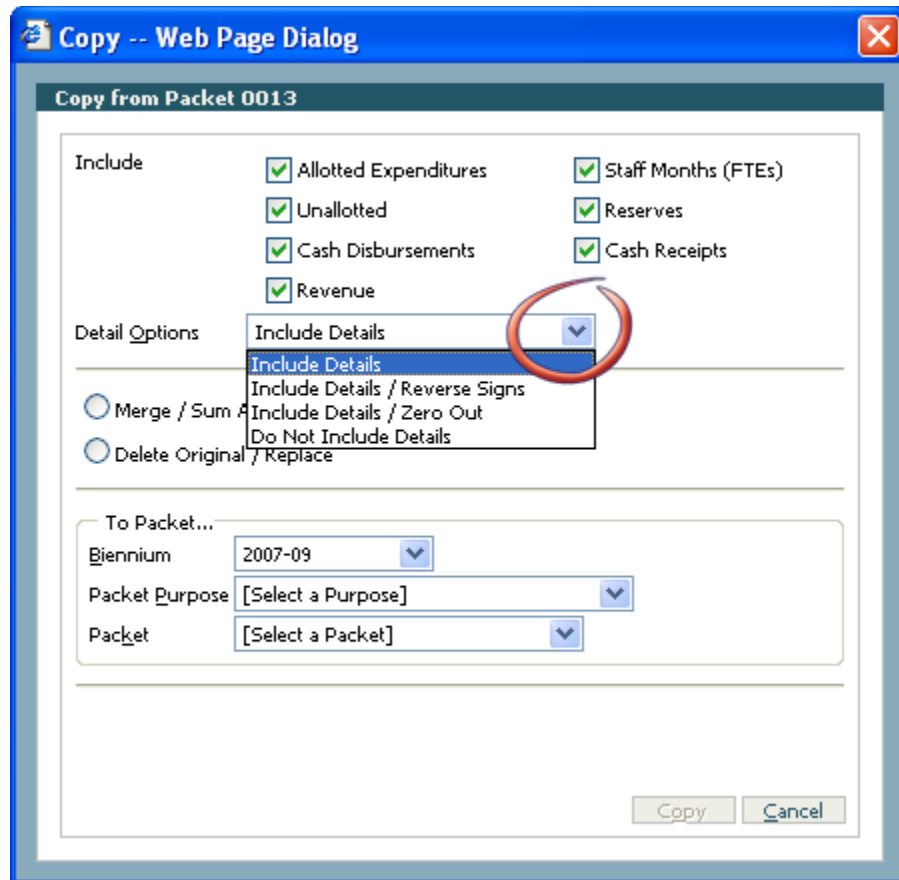 Copy -- Web Page Dialog
Copy from Packet 0013
Include
Allotted Expenditures
Staff Months (FTEs)
Unallotted
Reserves
Cash Disbursements
Cash Receipts
Revenue
Detail Options
Include Details
Include Details
Include Details / Reverse Signs
Merge / Sum
Include Details / Zero Out
Do Not Include Details
Delete Original / Replace
To Packet...
Biennium 2007-09
Packet Purpose [Select a Purpose]
Packet [Select a Packet]
Copy Cancel